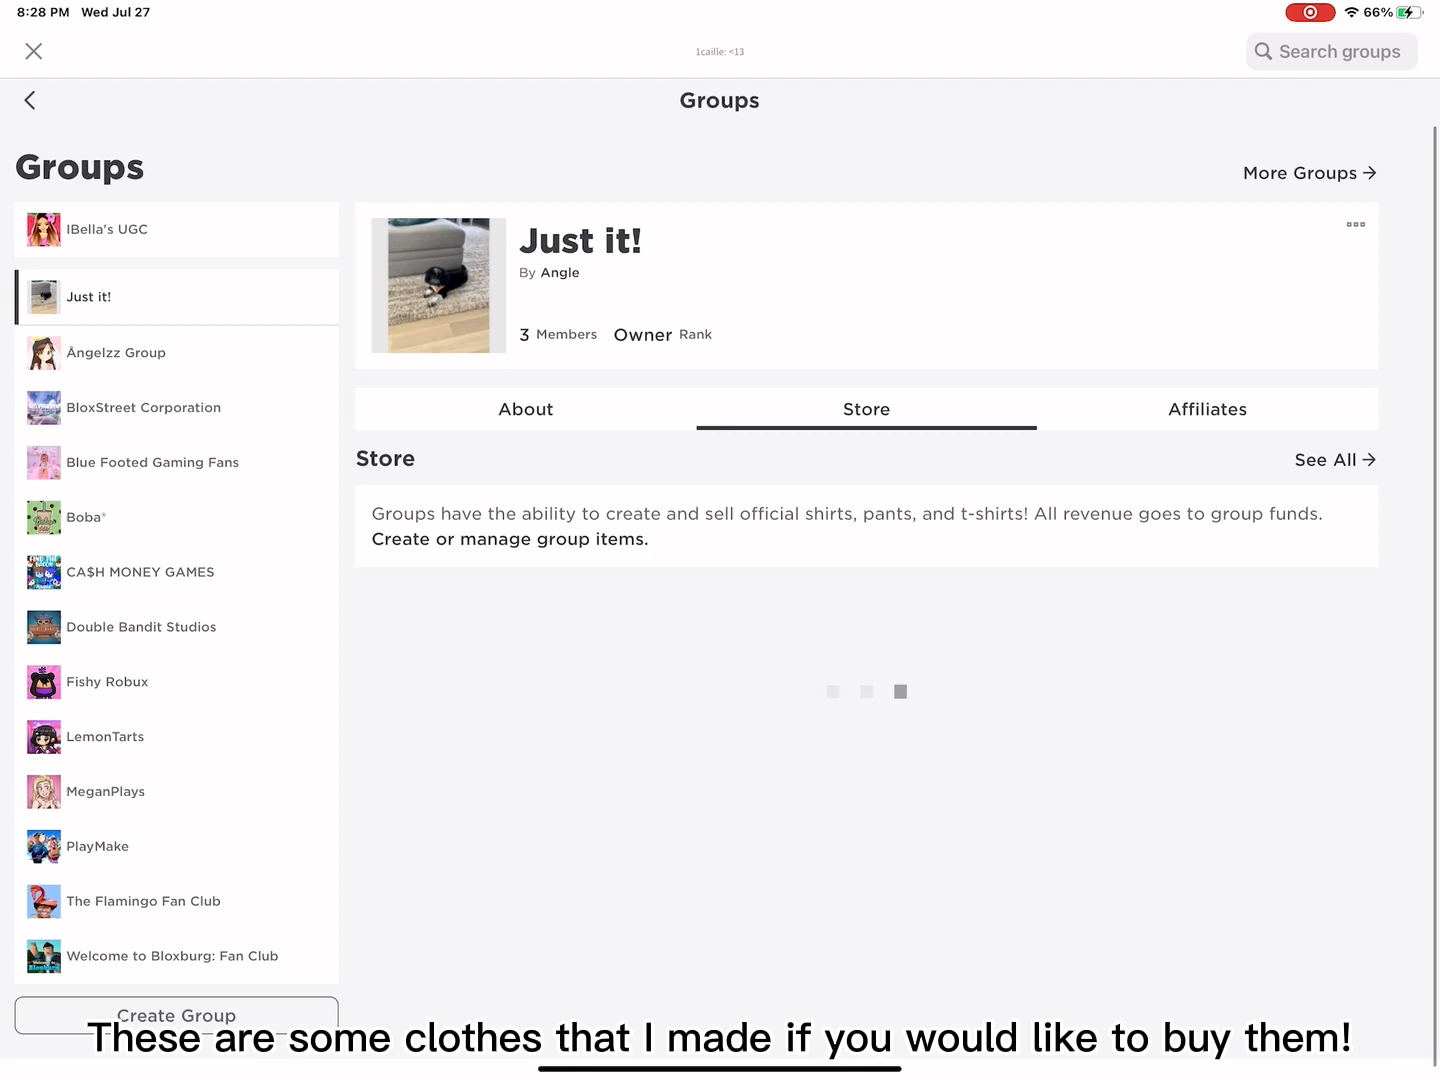 8:28 PM Wed Jul 27
66%
1caille: <13
Search groups
Groups
Groups
More Groups →
IBella's UGC
Just it!
Ångelzz Group
BloxStreet Corporation
Blue Footed Gaming Fans
Boba®
CA$H MONEY GAMES
Double Bandit Studios
Fishy Robux
LemonTarts
MeganPlays
PlayMake
The Flamingo Fan Club
Welcome to Bloxburg: Fan Club
Create Group
Just it!
By Angle
3 Members Owner Rank
About Store Affiliates
Store
See All →
Groups have the ability to create and sell official shirts, pants, and t-shirts! All revenue goes to group funds.
Create or manage group items.
These are some clothes that I made if you would like to buy them!